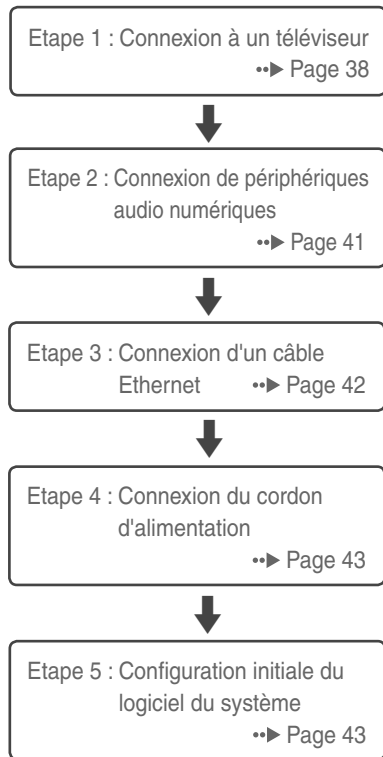 Etape 1 : Connexion à un téléviseur
••▶ Page 38
Etape 2 : Connexion de périphériques
audio numériques
••▶ Page 41
Etape 3 : Connexion d'un câble
Ethernet ••▶ Page 42
Etape 4 : Connexion du cordon
d'alimentation
••▶ Page 43
Etape 5 : Configuration initiale du
logiciel du système
••▶ Page 43